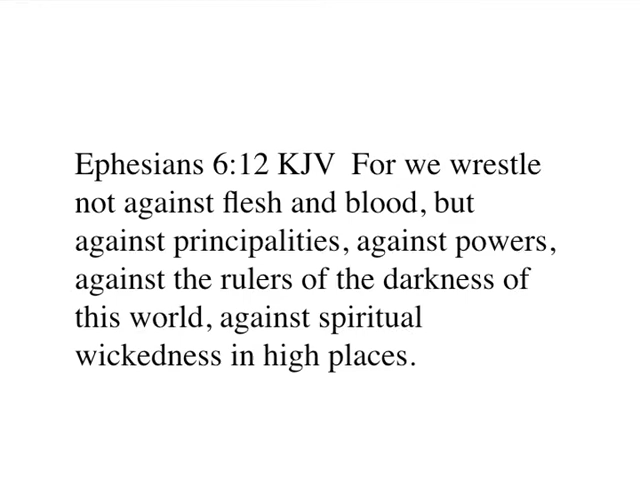 Ephesians 6:12 KJV  For we wrestle
not against flesh and blood, but
against principalities, against powers,
against the rulers of the darkness of
this world, against spiritual
wickedness in high places.